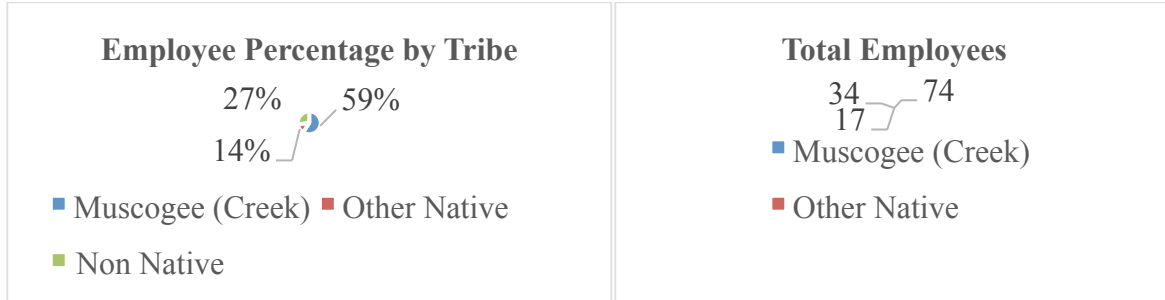 Employee Percentage by Tribe
27% 59%
14%
Muscogee (Creek) Other Native
Non Native
Total Employees
34 74
17
Muscogee (Creek)
Other Native